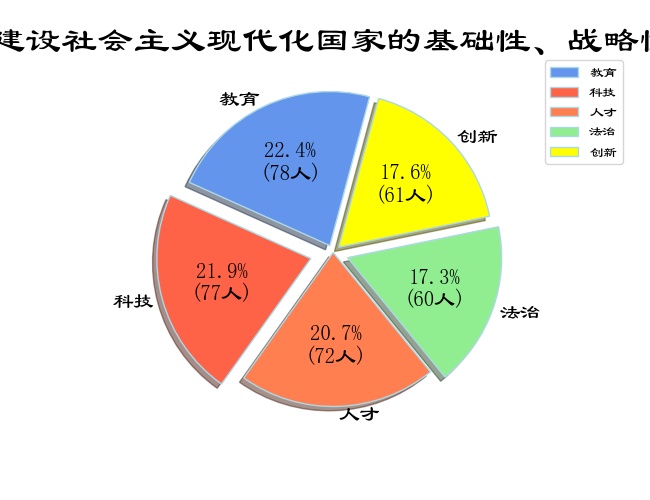 建设社会主义现代化国家的基础性、战略性
教育
科技
人才
法治
创新
教育
22.4%
(78人)
创新
17.6%
(61人)
科技
21.9%
(77人)
17.3%
(60人)
法治
20.7%
(72人)
人才